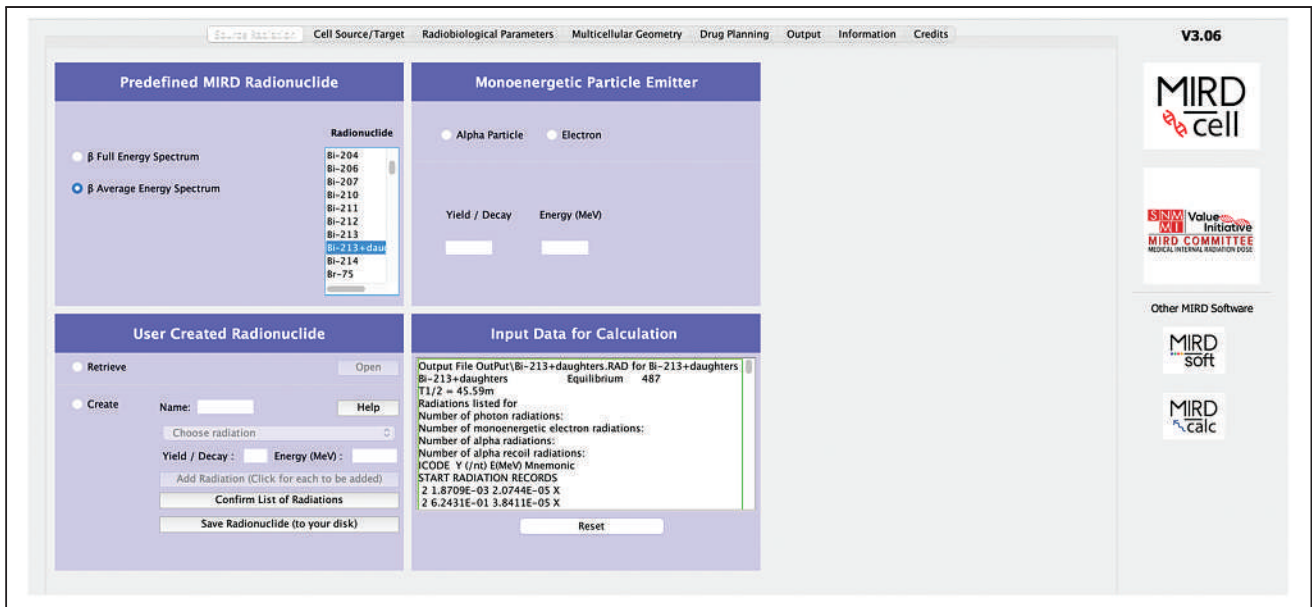 Source Radiation Cell Source/Target Radiobiological Parameters Multicellular Geometry Drug Planning Output Information Credits
V3.06
Predefined MIRD Radionuclide
Radionuclide
β Full Energy Spectrum
β Average Energy Spectrum
Bi-204
Bi-206
Bi-207
Bi-210
Bi-211
Bi-212
Bi-213
Bi-213+dau
Bi-214
Br-75
Monoenergetic Particle Emitter
Alpha Particle Electron
Yield / Decay Energy (MeV)
User Created Radionuclide
Retrieve Open
Create Name: Help
Choose radiation
Yield / Decay : Energy (MeV) :
Add Radiation (Click for each to be added)
Confirm List of Radiations
Save Radionuclide (to your disk)
Input Data for Calculation
Output File OutPut\Bi-213+daughters.RAD for Bi-213+daughters
Bi-213+daughters Equilibrium 487
T1/2 = 45.59m
Radiations listed for
Number of photon radiations:
Number of monoenergetic electron radiations:
Number of alpha radiations:
Number of alpha recoil radiations:
ICODE Y (/nt) E(MeV) Mnemonic
START RADIATION RECORDS
2 1.8709E-03 2.0744E-05 X
2 6.2431E-01 3.8411E-05 X
Reset
MIRD
cell
SNM Value
MI Initiative
MIRD COMMITTEE
MEDICAL INTERNAL RADIATION DOSE
Other MIRD Software
MIRD
soft
MIRD
calc